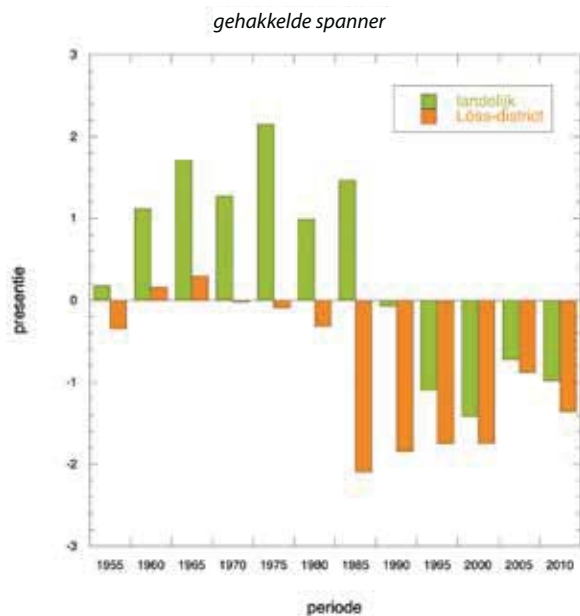 gehakkelde spanner
3
2
1
0
-1
-2
-3
presentie
landelijk
Löss-district
1955 1960 1965 1970 1975 1980 1985 1990 1995 2000 2005 2010
periode